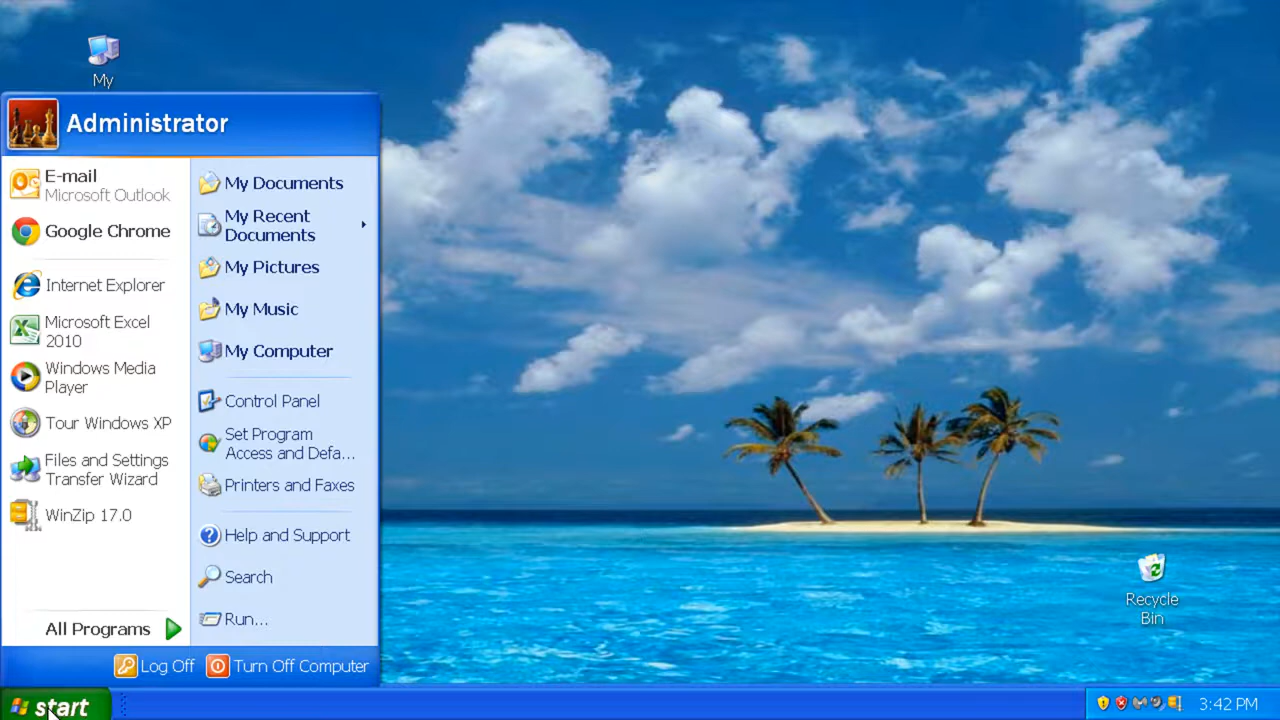 My
Administrator
E-mail
Microsoft Outlook
Google Chrome
Internet Explorer
Microsoft Excel
2010
Windows Media
Player
Tour Windows XP
Files and Settings
Transfer Wizard
WinZip 17.0
All Programs
My Documents
My Recent
Documents
My Pictures
My Music
My Computer
Control Panel
Set Program
Access and Defa...
Printers and Faxes
Help and Support
Search
Run...
Log Off
Turn Off Computer
Recycle
Bin
start
3:42 PM